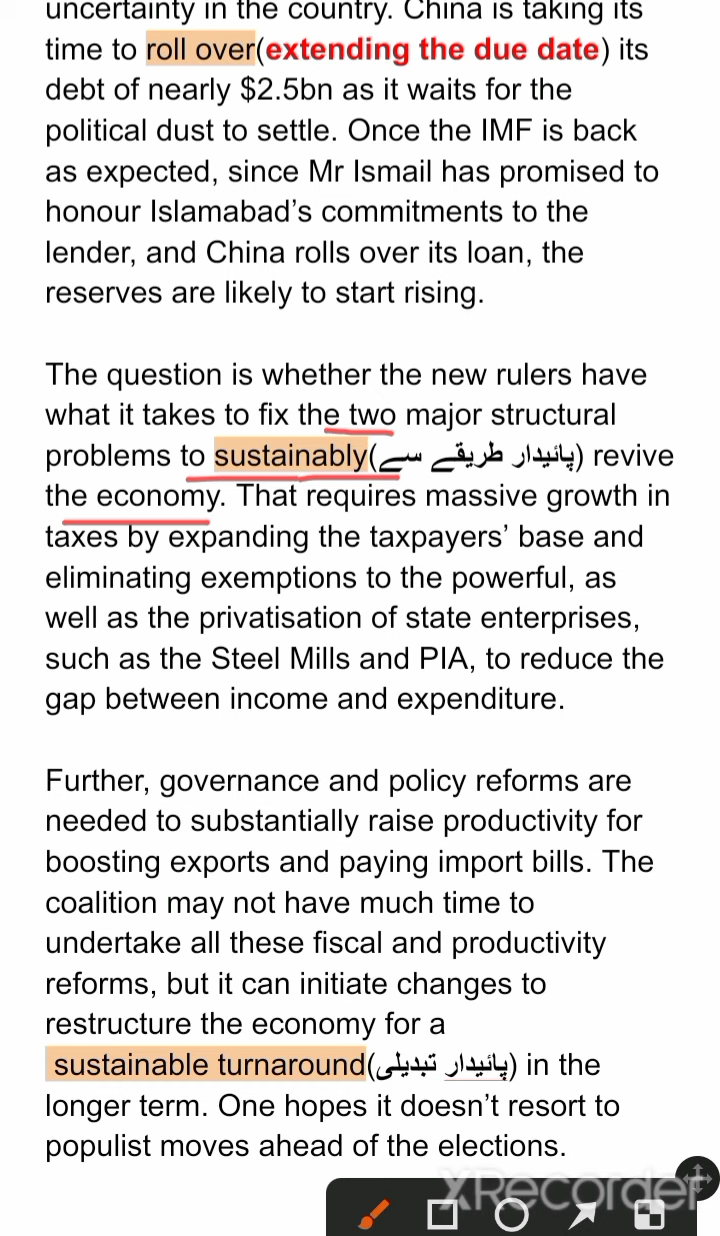 uncertainty in the country. China is taking its
time to roll over(extending the due date) its
debt of nearly $2.5bn as it waits for the
political dust to settle. Once the IMF is back
as expected, since Mr Ismail has promised to
honour Islamabad’s commitments to the
lender, and China rolls over its loan, the
reserves are likely to start rising.
The question is whether the new rulers have
what it takes to fix the two major structural
problems to sustainably(پائیدار طریقے سے) revive
the economy. That requires massive growth in
taxes by expanding the taxpayers’ base and
eliminating exemptions to the powerful, as
well as the privatisation of state enterprises,
such as the Steel Mills and PIA, to reduce the
gap between income and expenditure.
Further, governance and policy reforms are
needed to substantially raise productivity for
boosting exports and paying import bills. The
coalition may not have much time to
undertake all these fiscal and productivity
reforms, but it can initiate changes to
restructure the economy for a
sustainable turnaround(پائیدار تبدیلی) in the
longer term. One hopes it doesn’t resort to
populist moves ahead of the elections.
XRecorder